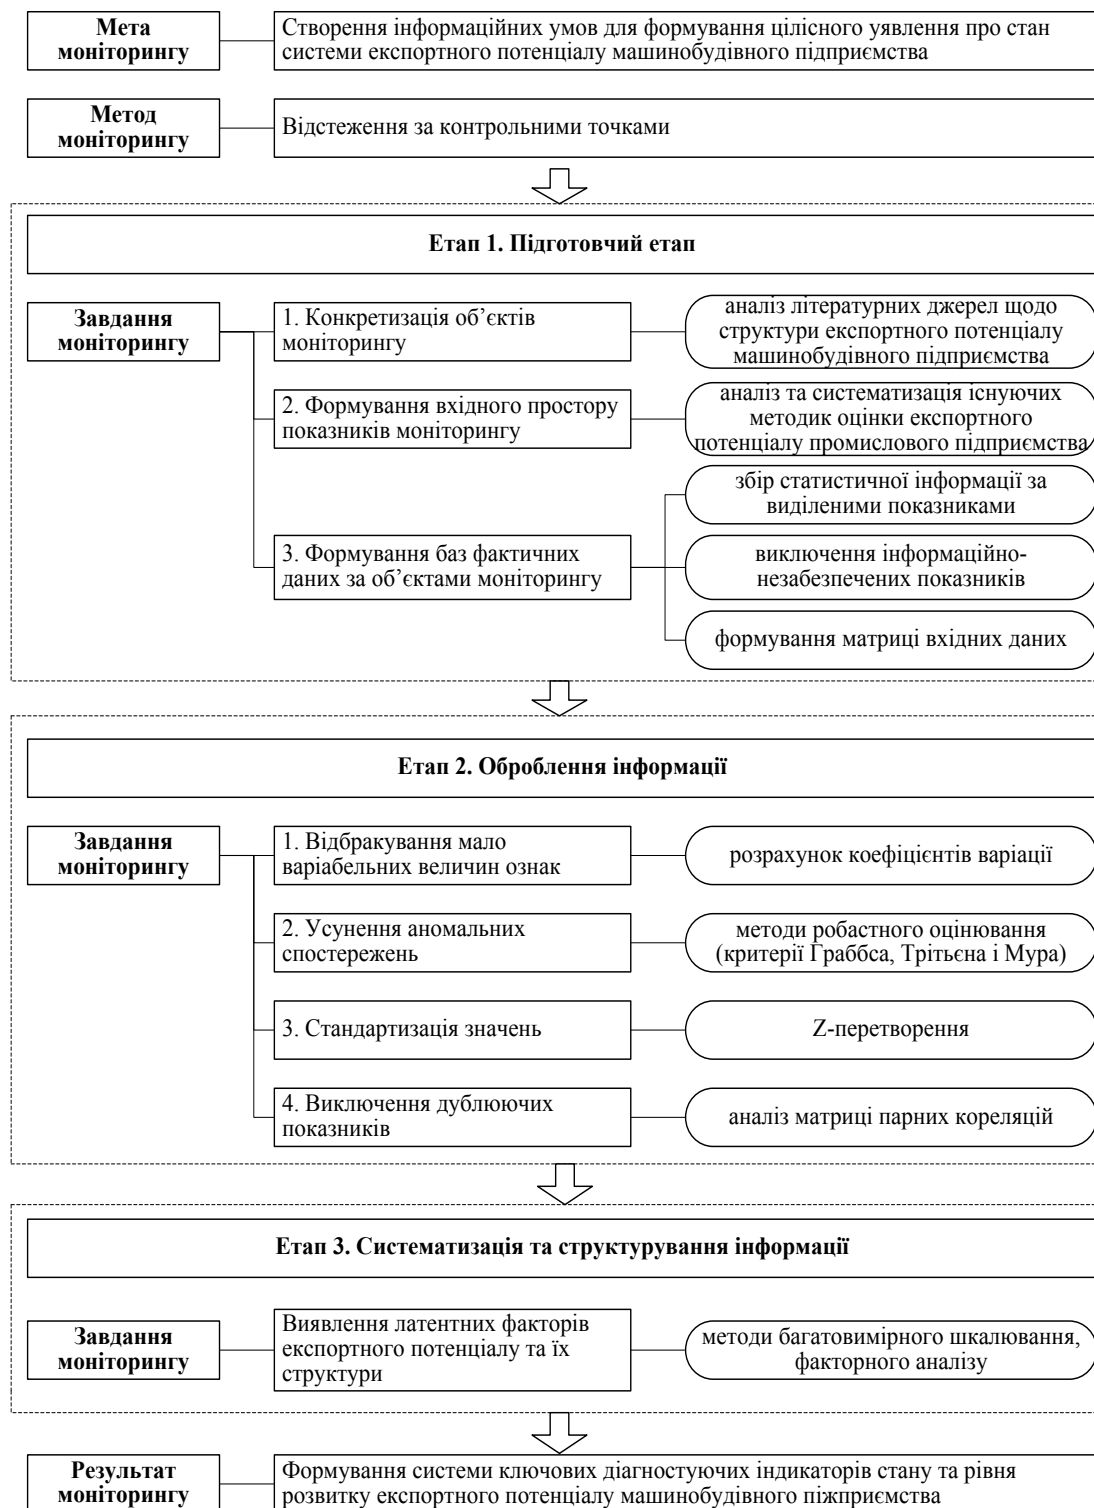 Мета
моніторингу
Створення інформаційних умов для формування цілісного уявлення про стан
системи експортного потенціалу машинобудівного підприємства
Метод
моніторингу
Відстеження за контрольними точками
Етап 1. Підготовчий етап
Завдання
моніторингу
1. Конкретизація об’єктів
моніторингу
аналіз літературних джерел щодо
структури експортного потенціалу
машинобудівного підприємства
2. Формування вхідного простору
показників моніторингу
аналіз та систематизація існуючих
методик оцінки експортного
потенціалу промислового підприємства
3. Формування баз фактичних
даних за об’єктами моніторингу
збір статистичної інформації за
виділеними показниками
виключення інформаційно-
незабезпечених показників
формування матриці вхідних даних
Етап 2. Оброблення інформації
Завдання
моніторингу
1. Відбракування мало
варіабельних величин ознак
розрахунок коефіцієнтів варіації
2. Усунення аномальних
спостережень
методи робастного оцінювання
(критерії Граббса, Трітьєна і Мура)
3. Стандартизація значень
Z-перетворення
4. Виключення дублюючих
показників
аналіз матриці парних кореляцій
Етап 3. Систематизація та структурування інформації
Завдання
моніторингу
Виявлення латентних факторів
експортного потенціалу та їх
структури
методи багатовимірного шкалювання,
факторного аналізу
Результат
моніторингу
Формування системи ключових діагностуючих індикаторів стану та рівня
розвитку експортного потенціалу машинобудівного піжприємства